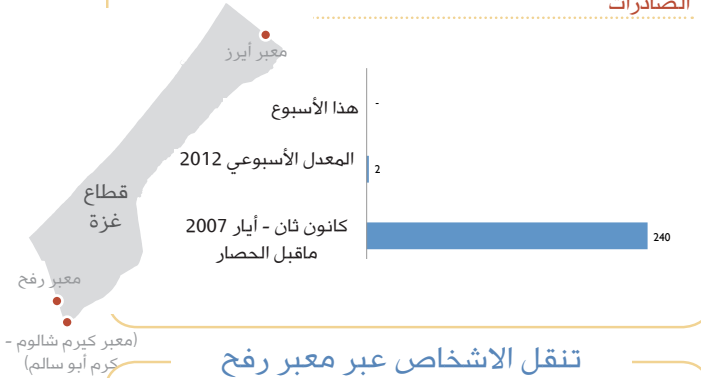 الصادرات
معبر أيرز
هذا الأسبوع
-
المعدل الأسبوعي 2012
2
كانون ثان - أيار 2007
ماقبل الحصار
240
قطاع
غزة
معبر رفح
(معبر كيرم شالوم -
كرم أبو سالم)
تنقل الاشخاص عبر معبر رفح